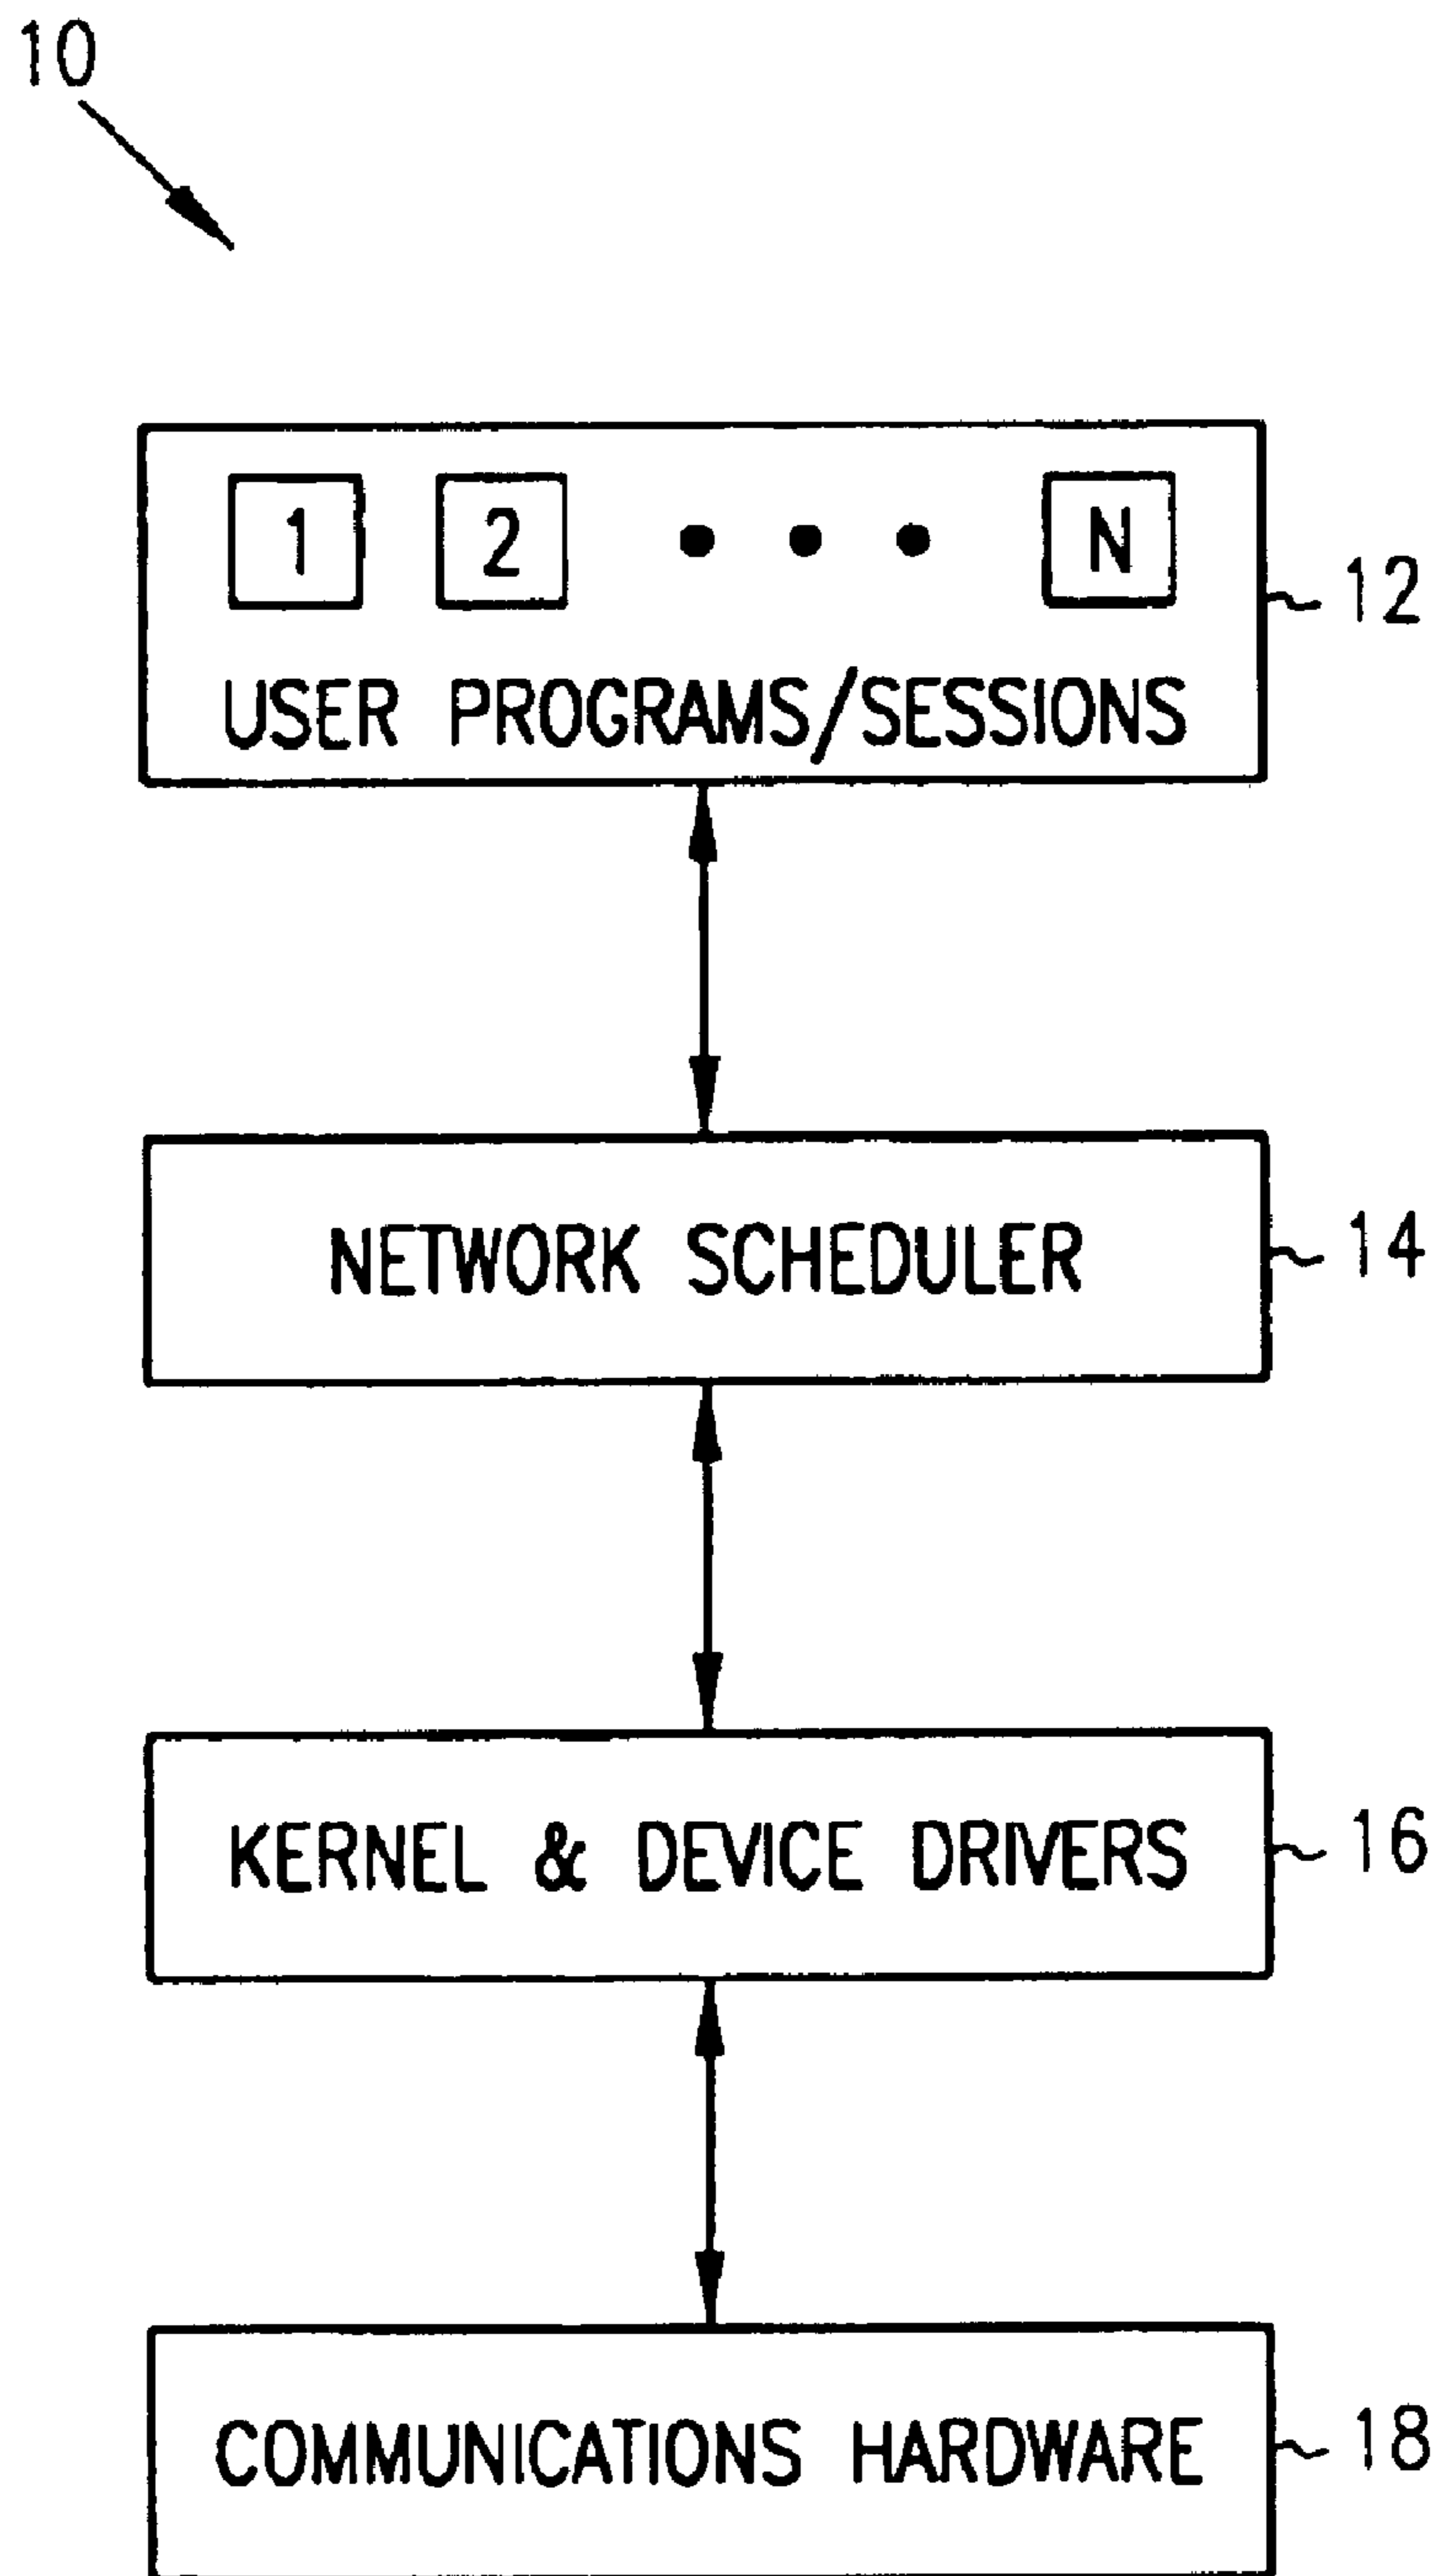 10
1 2 • • • N
12
USER PROGRAMS/SESSIONS
NETWORK SCHEDULER
14
KERNEL & DEVICE DRIVERS
16
COMMUNICATIONS HARDWARE
18